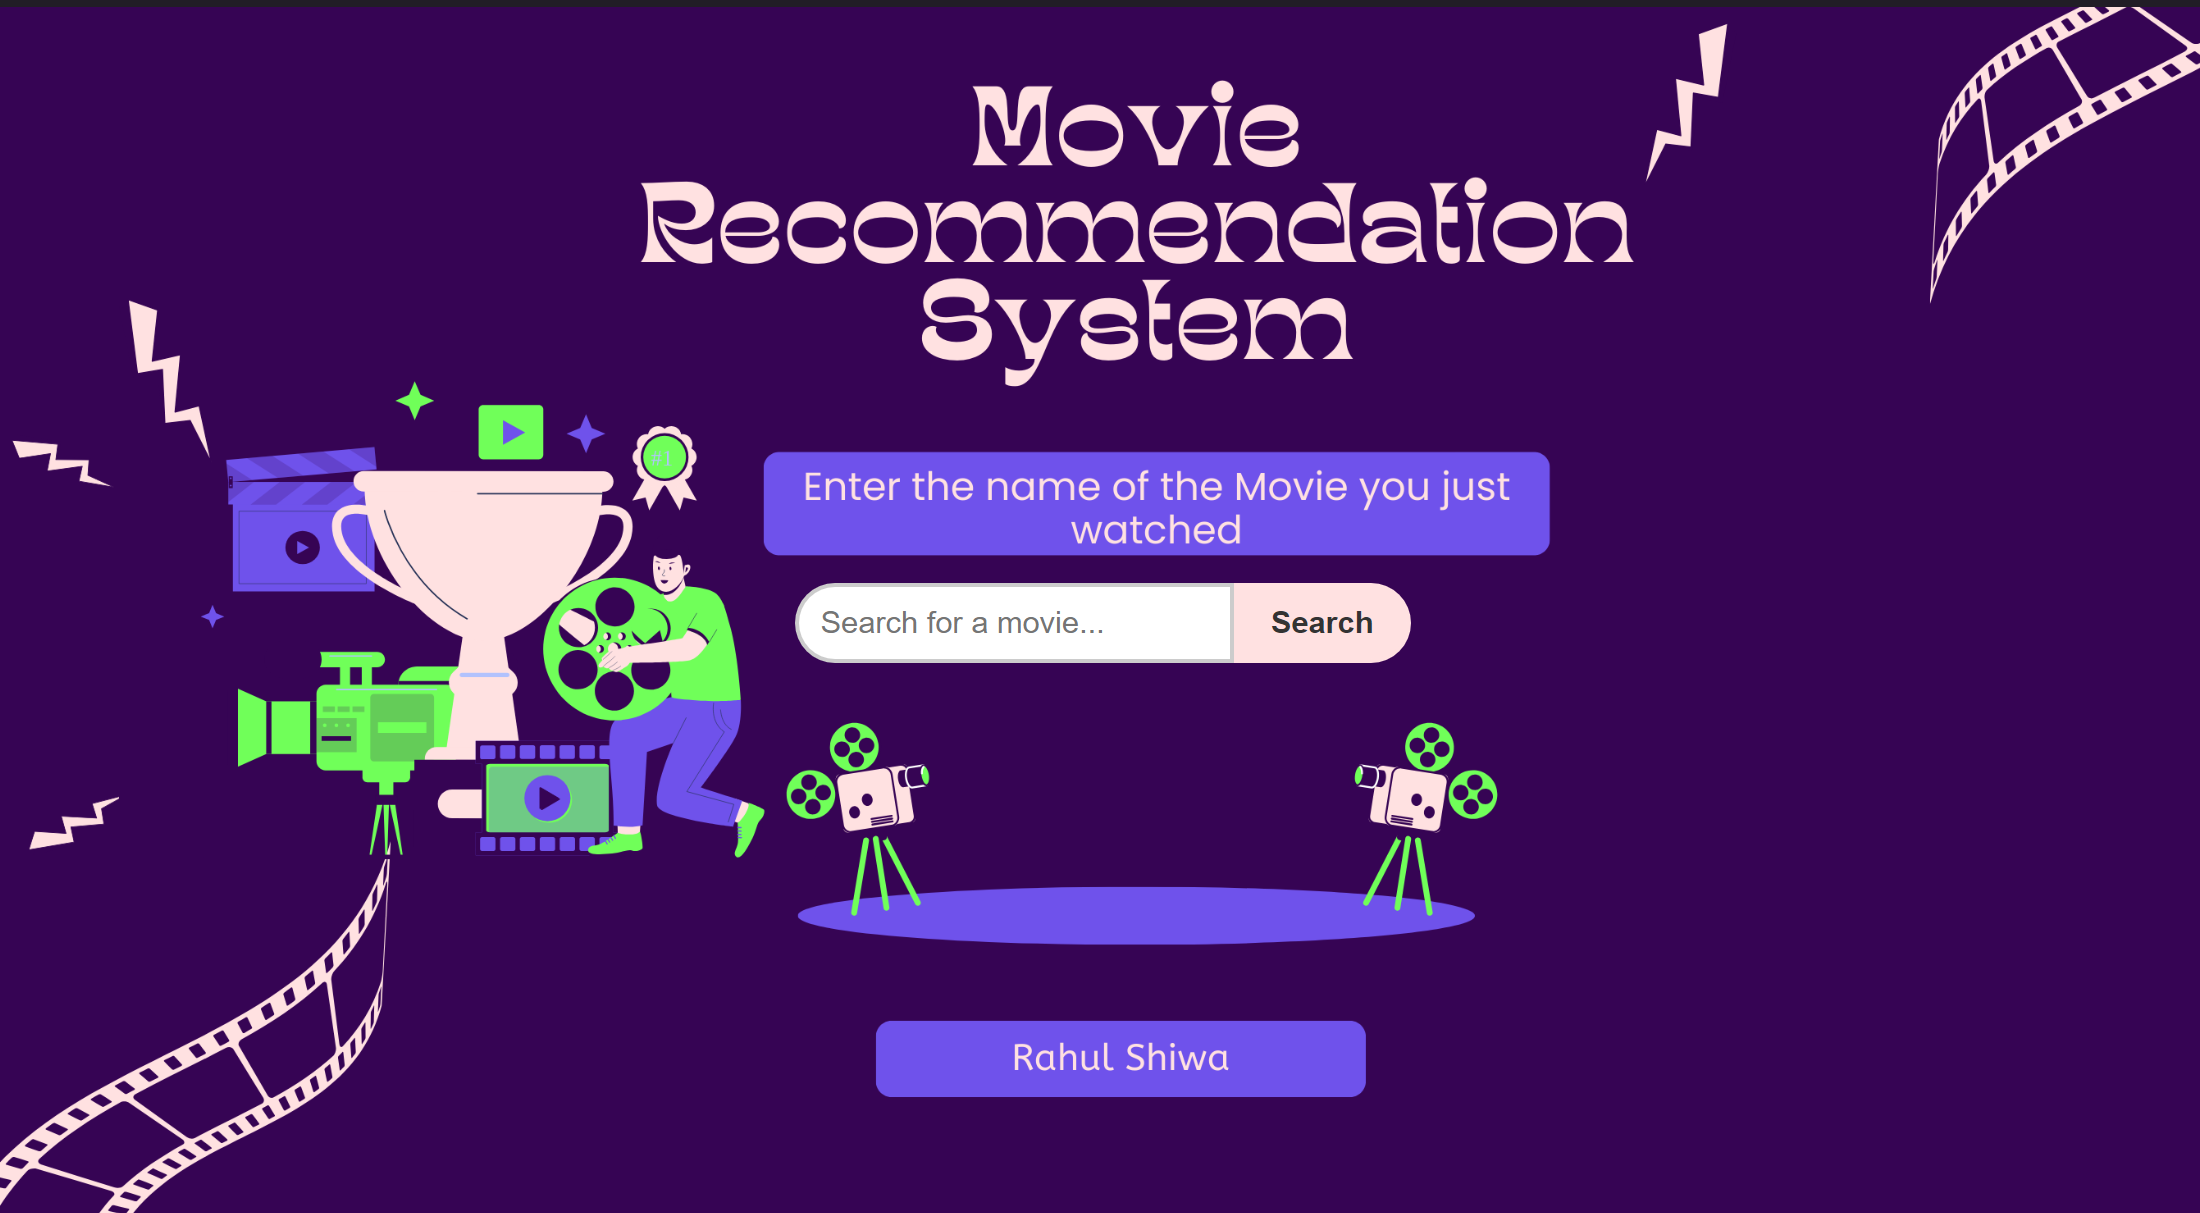 Movie
Recommendation
System
#1
Enter the name of the Movie you just
watched
Search for a movie...
Search
Rahul Shiwa